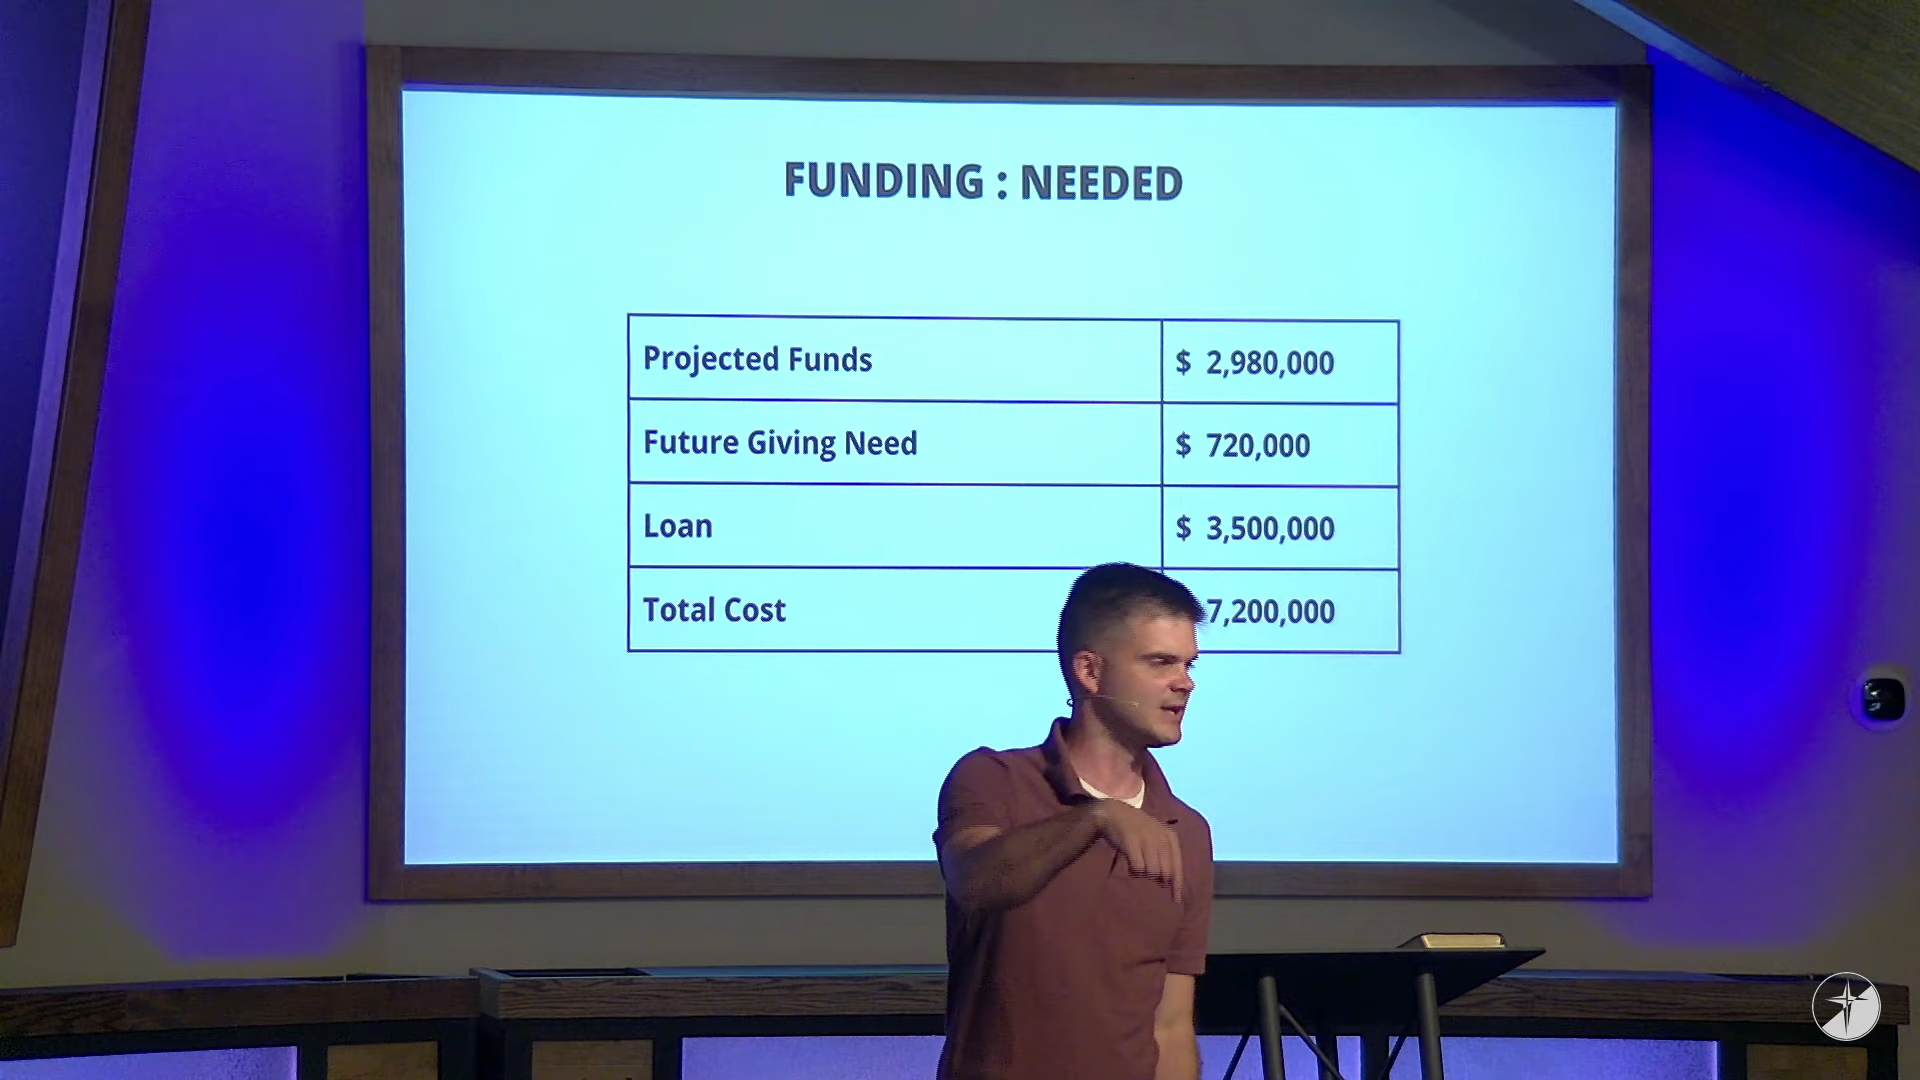 FUNDING : NEEDED
Projected Funds $ 2,980,000
Future Giving Need $ 720,000
Loan $ 3,500,000
Total Cost 7,200,000